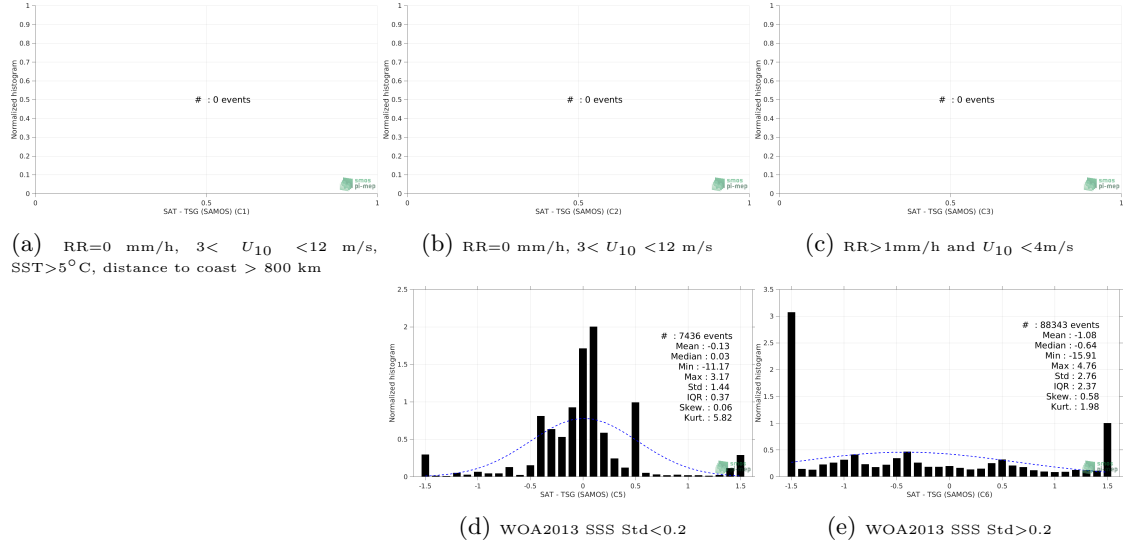 1
0.9
0.8
0.7
0.6
0.5
0.4
0.3
0.2
0.1
0
Normalized histogram
# : 0 events
smos
pi-mep
0 0.5 1
SAT - TSG (SAMOS) (C1)
1
0.9
0.8
0.7
0.6
0.5
0.4
0.3
0.2
0.1
0
Normalized histogram
# : 0 events
smos
pi-mep
0 0.5 1
SAT - TSG (SAMOS) (C2)
1
0.9
0.8
0.7
0.6
0.5
0.4
0.3
0.2
0.1
0
Normalized histogram
# : 0 events
smos
pi-mep
0 0.5 1
SAT - TSG (SAMOS) (C3)
(a) RR=0 mm/h, 3< U10 <12 m/s,
SST>5°C, distance to coast > 800 km
(b) RR=0 mm/h, 3< U10 <12 m/s
(c) RR>1mm/h and U10 <4m/s
2.5
2
1.5
1
0.5
0
Normalized histogram
# : 7436 events
Mean : -0.13
Median : 0.03
Min : -11.17
Max : 3.17
Std : 1.44
IQR : 0.37
Skew. : 0.06
Kurt. : 5.82
smos
pi-mep
-1.5 -1 -0.5 0 0.5 1 1.5
SAT - TSG (SAMOS) (C5)
3.5
3
2.5
2
1.5
1
0.5
0
Normalized histogram
# : 88343 events
Mean : -1.08
Median : -0.64
Min : -15.91
Max : 4.76
Std : 2.76
IQR : 2.37
Skew. : 0.58
Kurt. : 1.98
smos
pi-mep
-1.5 -1 -0.5 0 0.5 1 1.5
SAT - TSG (SAMOS) (C6)
(d) WOA2013 SSS Std<0.2
(e) WOA2013 SSS Std>0.2